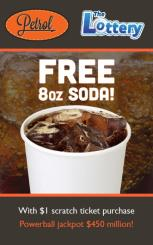 Petrol
The
Lottery
FREE
8oz SODA!
With $1 scratch ticket purchase
Powerball jackpot $450 million!